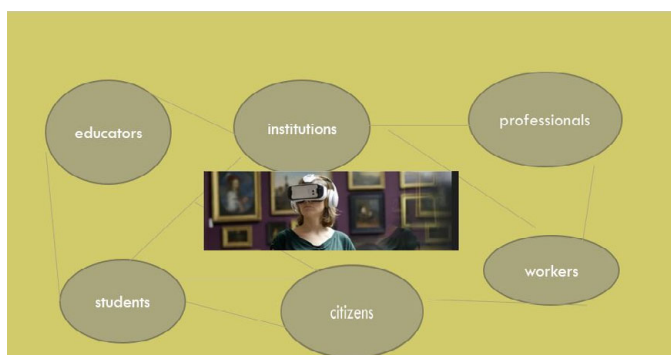 educators
institutions
professionals
students
citizens
workers